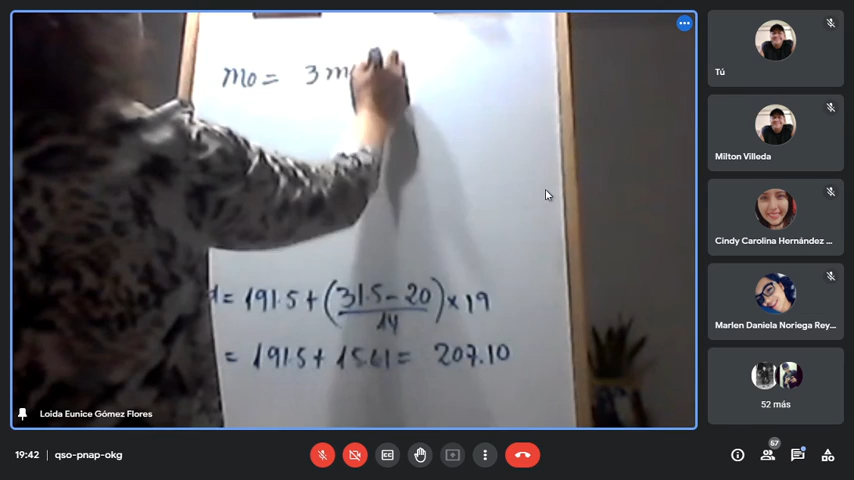 Mo = 3 m
d = 191.5 + (31.5 - 20 / 14) × 19
= 191.5 + 15.61 = 207.10
Loida Eunice Gómez Flores
Tú
Milton Villeda
Cindy Carolina Hernández ...
Marlen Daniela Noriega Rey...
52 más
19:42 | qso-pnap-okg
CC
67